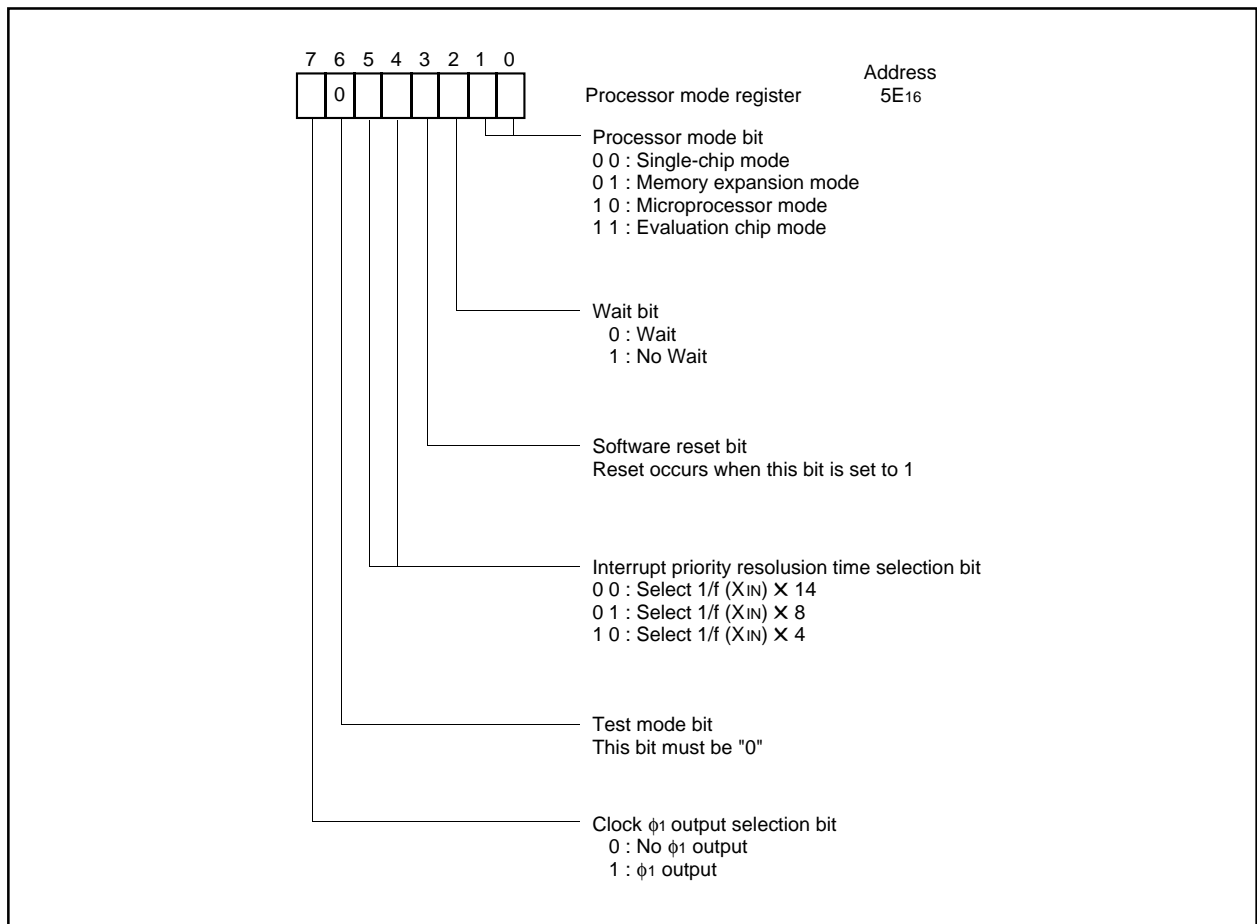 7 6 5 4 3 2 1 0
Address
0
Processor mode register
5E16
Processor mode bit
0 0 : Single-chip mode
0 1 : Memory expansion mode
1 0 : Microprocessor mode
1 1 : Evaluation chip mode
Wait bit
0 : Wait
1 : No Wait
Software reset bit
Reset occurs when this bit is set to 1
Interrupt priority resolusion time selection bit
0 0 : Select 1/f (XIN) ✕ 14
0 1 : Select 1/f (XIN) ✕ 8
1 0 : Select 1/f (XIN) ✕ 4
Test mode bit
This bit must be "0"
Clock ϕ1 output selection bit
0 : No ϕ1 output
1 : ϕ1 output